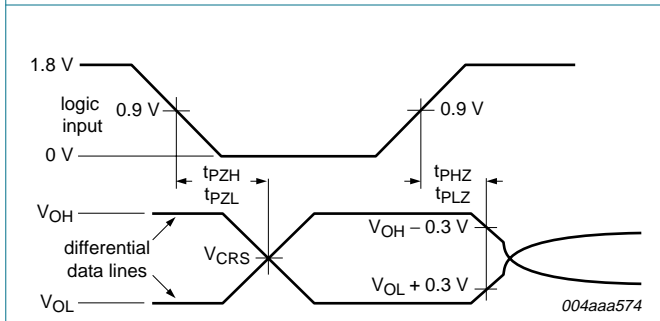 1.8 V
logic
input
0.9 V
0.9 V
0 V
tPZH
tPZL
tPHZ
tPLZ
VOH
VOH − 0.3 V
differential
data lines
VCRS
VOL + 0.3 V
VOL
004aaa574